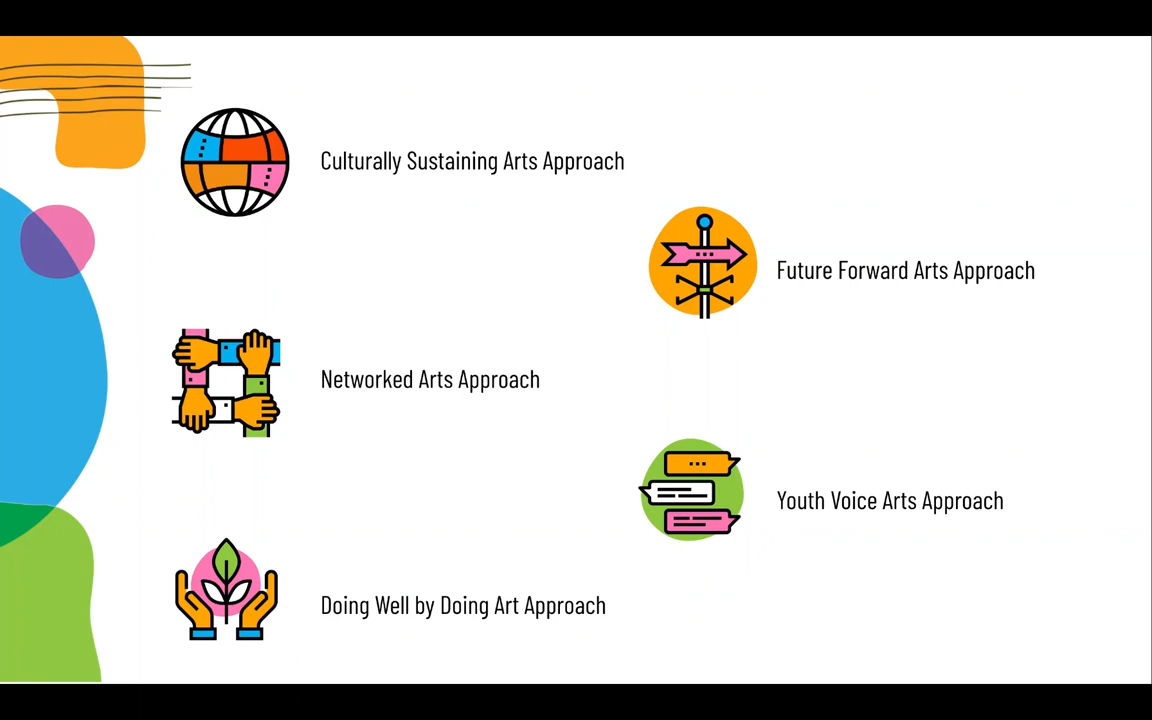 Culturally Sustaining Arts Approach
Future Forward Arts Approach
Networked Arts Approach
Youth Voice Arts Approach
Doing Well by Doing Art Approach